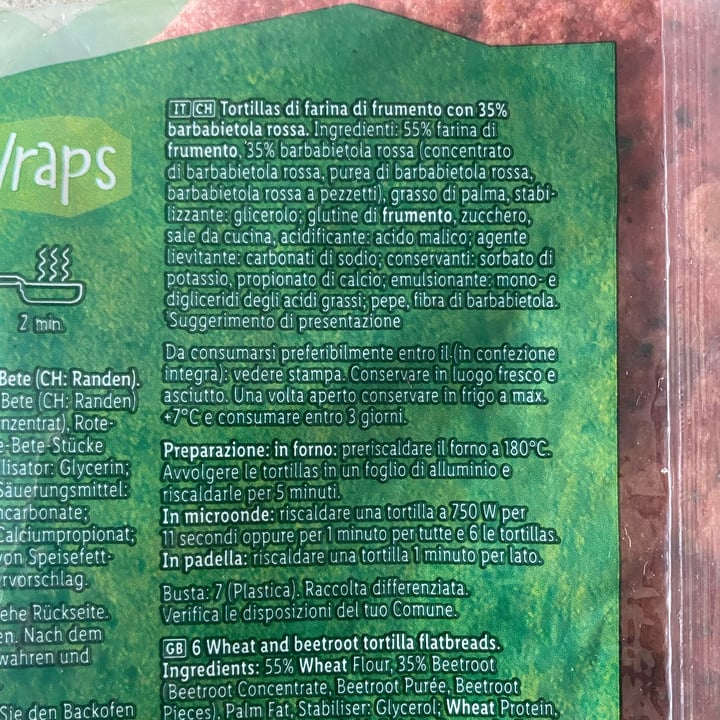 raps
2 min.
Bete (CH: Randen).
Bete (CH: Randen)
nzentrat), Rote-
e-Bete-Stücke
lisator: Glycerin;
Säuerungsmittel:
ncarbonate;
Calciumpropionat;
von Speisefett-
rvorschlag.
ehe Rückseite.
en. Nach dem
wahren und
Sie den Backofen
IT CH Tortillas di farina di frumento con 35%
barbabietola rossa. Ingredienti: 55% farina di
frumento, 35% barbabietola rossa (concentrato
di barbabietola rossa, purea di barbabietola rossa,
barbabietola rossa a pezzetti), grasso di palma, stabi-
lizzante: glicerolo; glutine di frumento, zucchero,
sale da cucina, acidificante: acido malico; agente
lievitante: carbonati di sodio; conservanti: sorbato di
potassio, propionato di calcio; emulsionante: mono- e
digliceridi degli acidi grassi; pepe, fibra di barbabietola.
Suggerimento di presentazione
Da consumarsi preferibilmente entro il (in confezione
integra): vedere stampa. Conservare in luogo fresco e
asciutto. Una volta aperto conservare in frigo a max.
+7°C e consumare entro 3 giorni.
Preparazione: in forno: preriscaldare il forno a 180°C.
Avvolgere le tortillas in un foglio di alluminio e
riscaldarle per 5 minuti.
In microonde: riscaldare una tortilla a 750 W per
11 secondi oppure per 1 minuto per tutte e 6 le tortillas.
In padella: riscaldare una tortilla 1 minuto per lato.
Busta: 7 (Plastica). Raccolta differenziata.
Verifica le disposizioni del tuo Comune.
GB 6 Wheat and beetroot tortilla flatbreads.
Ingredients: 55% Wheat Flour, 35% Beetroot
(Beetroot Concentrate, Beetroot Purée, Beetroot
Pieces), Palm Fat, Stabiliser: Glycerol; Wheat Protein,